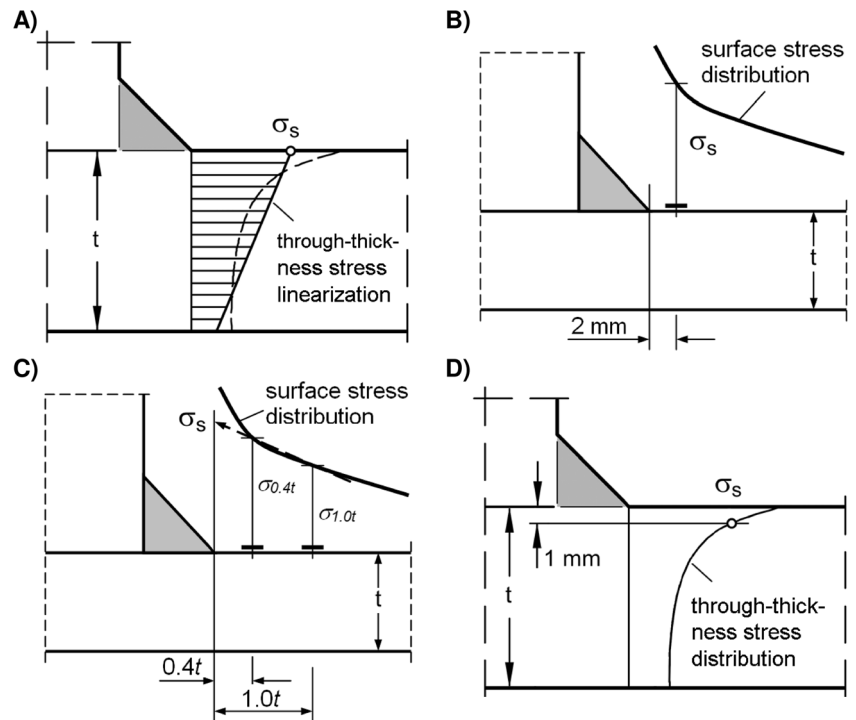 A)
σs
t
through-thick-
ness stress
linearization
B)
surface stress
distribution
σs
t
2 mm
C)
surface stress
distribution
σs
σ0.4t
σ1.0t
t
0.4t
1.0t
D)
σs
1 mm
t
through-thick-
ness stress
distribution